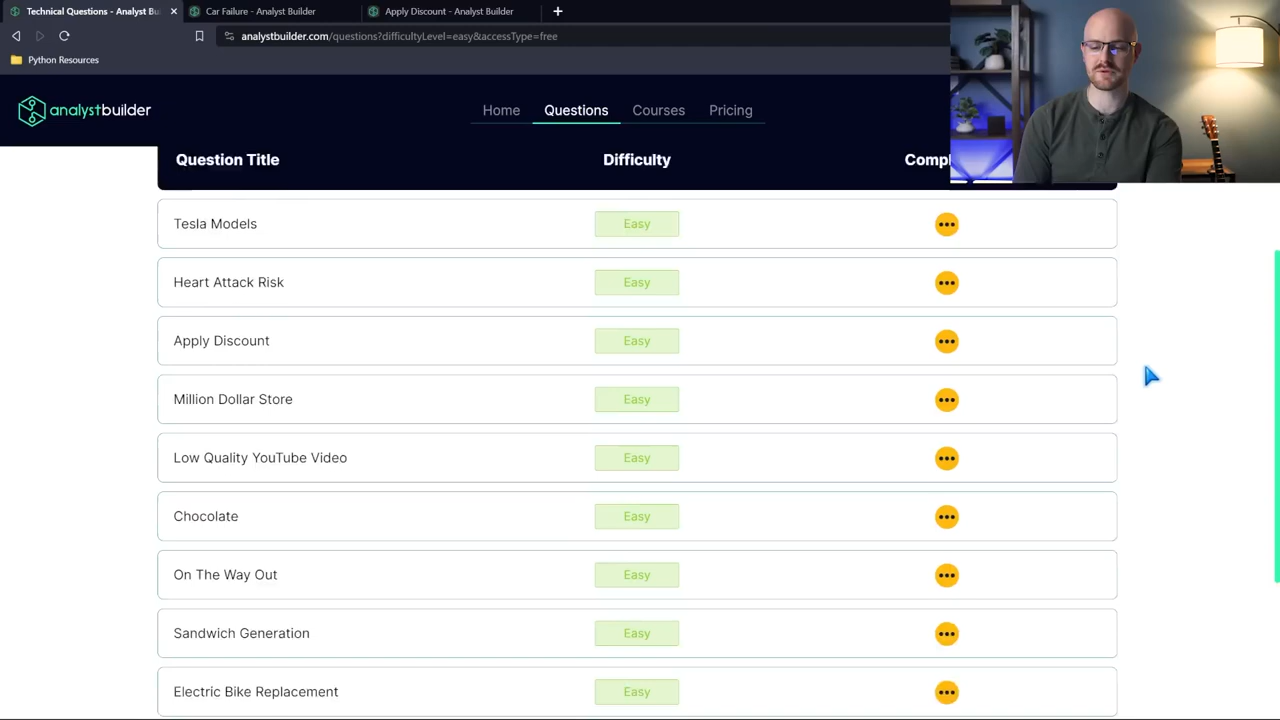 Technical Questions - Analyst Bu
Car Failure - Analyst Builder
Apply Discount - Analyst Builder
analystbuilder.com/questions?difficultyLevel=easy&accessType=free
Python Resources
analystbuilder
Home
Questions
Courses
Pricing
Question Title
Difficulty
Compl
Tesla Models
Easy
Heart Attack Risk
Easy
Apply Discount
Easy
Million Dollar Store
Easy
Low Quality YouTube Video
Easy
Chocolate
Easy
On The Way Out
Easy
Sandwich Generation
Easy
Electric Bike Replacement
Easy